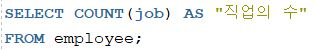 SELECT COUNT(job) AS "직업의 수"
FROM employee;